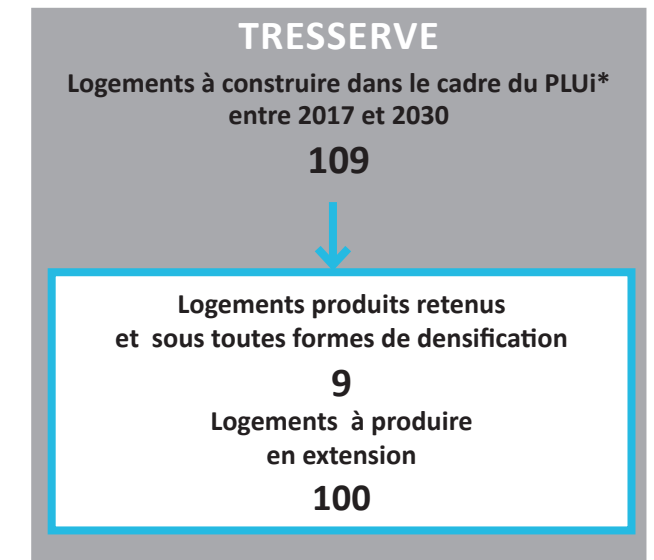 TRESSERVE
Logements à construire dans le cadre du PLUi*
entre 2017 et 2030
109
Logements produits retenus
et sous toutes formes de densification
9
Logements à produire
en extension
100